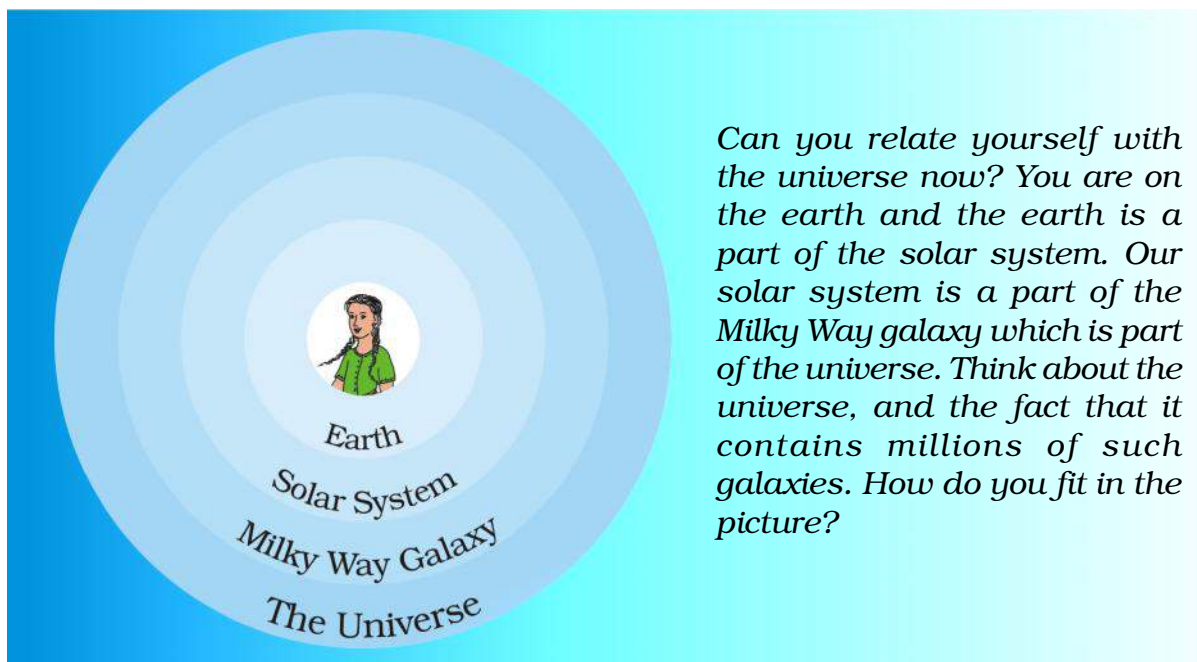 Earth
Solar System
Milky Way Galaxy
The Universe
Can you relate yourself with
the universe now? You are on
the earth and the earth is a
part of the solar system. Our
solar system is a part of the
Milky Way galaxy which is part
of the universe. Think about the
universe, and the fact that it
contains millions of such
galaxies. How do you fit in the
picture?